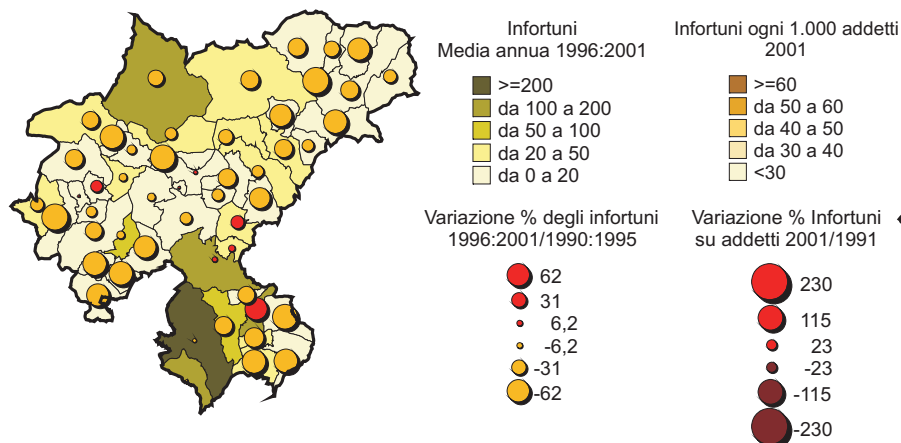 Infortuni
Media annua 1996:2001
>=200
da 100 a 200
da 50 a 100
da 20 a 50
da 0 a 20
Infortuni ogni 1.000 addetti
2001
>=60
da 50 a 60
da 40 a 50
da 30 a 40
<30
Variazione % degli infortuni
1996:2001/1990:1995
62
31
6,2
-6,2
-31
-62
Variazione % Infortuni
su addetti 2001/1991
230
115
23
-23
-115
-230